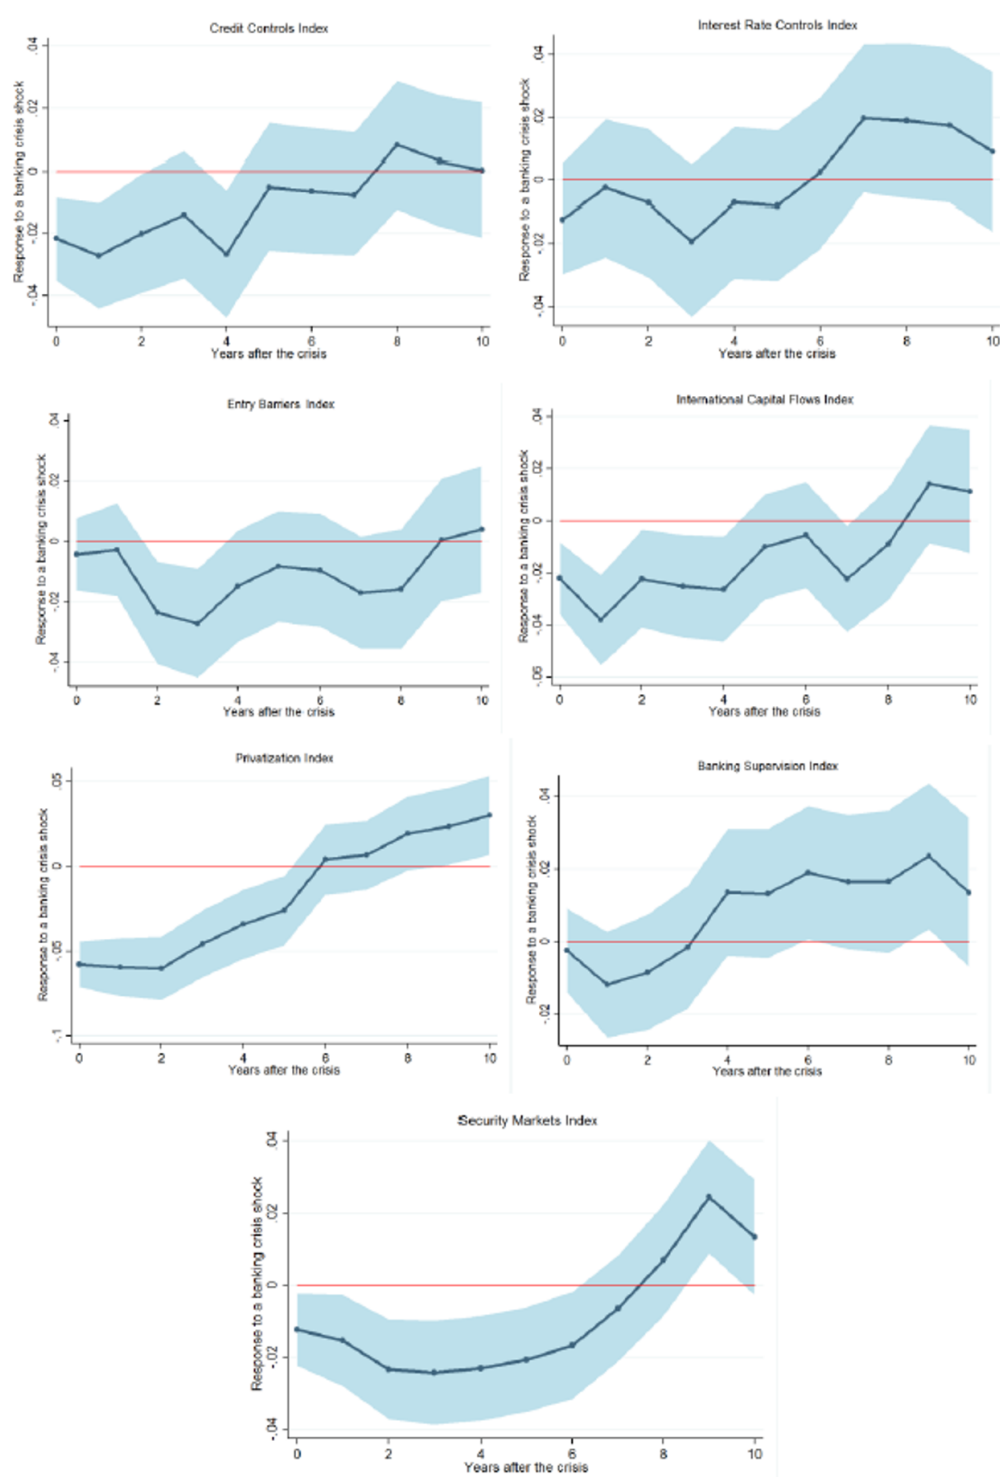 Credit Controls Index
Response to a banking crisis shock
.04
.02
0
-.02
-.04
0 2 4 6 8 10
Years after the crisis
Interest Rate Controls Index
Response to a banking crisis shock
.04
.02
0
-.02
-.04
0 2 4 6 8 10
Years after the crisis
Entry Barriers Index
Response to a banking crisis shock
.04
.02
0
-.02
-.04
0 2 4 6 8 10
Years after the crisis
International Capital Flows Index
Response to a banking crisis shock
.04
.02
0
-.02
-.04
-.06
0 2 4 6 8 10
Years after the crisis
Privatization Index
Response to a banking crisis shock
.05
0
-.05
-.1
0 2 4 6 8 10
Years after the crisis
Banking Supervision Index
Response to a banking crisis shock
.04
.02
0
-.02
0 2 4 6 8 10
Years after the crisis
Security Markets Index
Response to a banking crisis shock
.04
.02
0
-.02
-.04
0 2 4 6 8 10
Years after the crisis